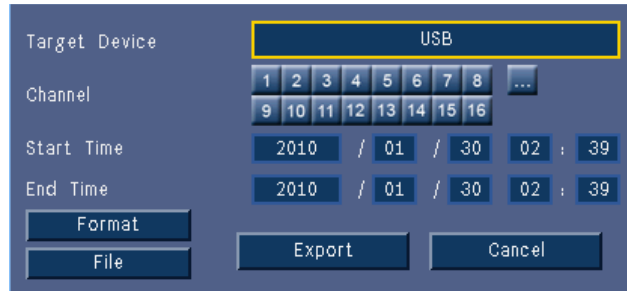 Target Device USB
Channel 1 2 3 4 5 6 7 8 ...
9 10 11 12 13 14 15 16
Start Time 2010 / 01 / 30 02 : 39
End Time 2010 / 01 / 30 02 : 39
Format
Export Cancel
File